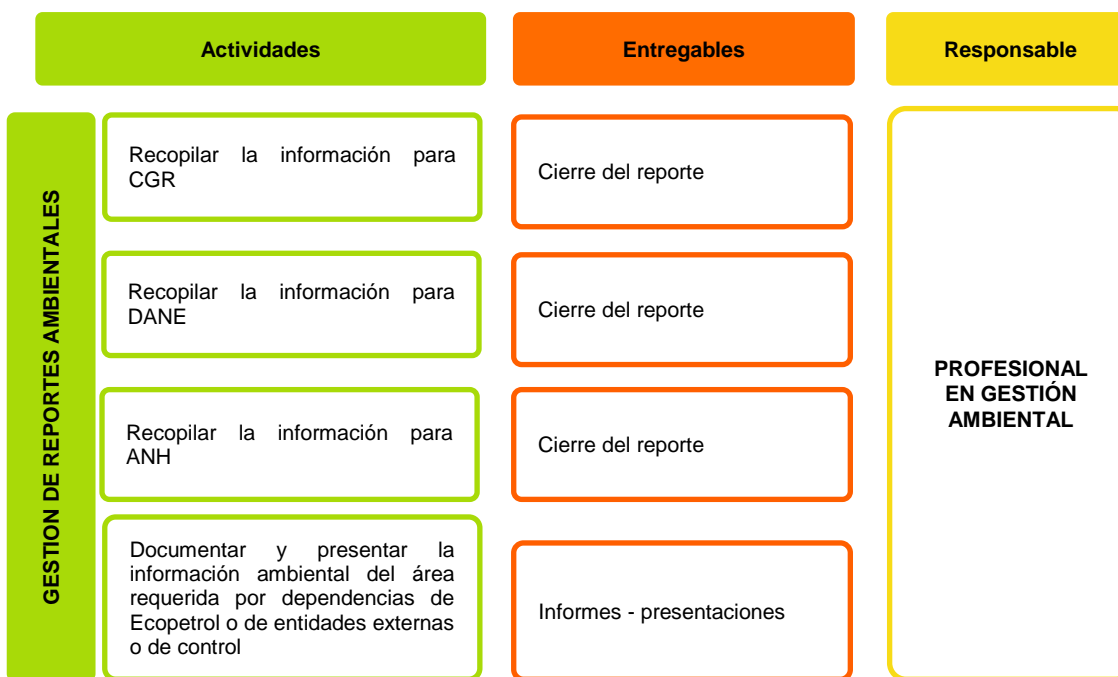 Actividades
Entregables
Responsable
GESTION DE REPORTES AMBIENTALES
Recopilar la información para
CGR
Cierre del reporte
Recopilar la información para
DANE
Cierre del reporte
Recopilar la información para
ANH
Cierre del reporte
Documentar y presentar la
información ambiental del área
requerida por dependencias de
Ecopetrol o de entidades externas
o de control
Informes - presentaciones
PROFESIONAL
EN GESTIÓN
AMBIENTAL